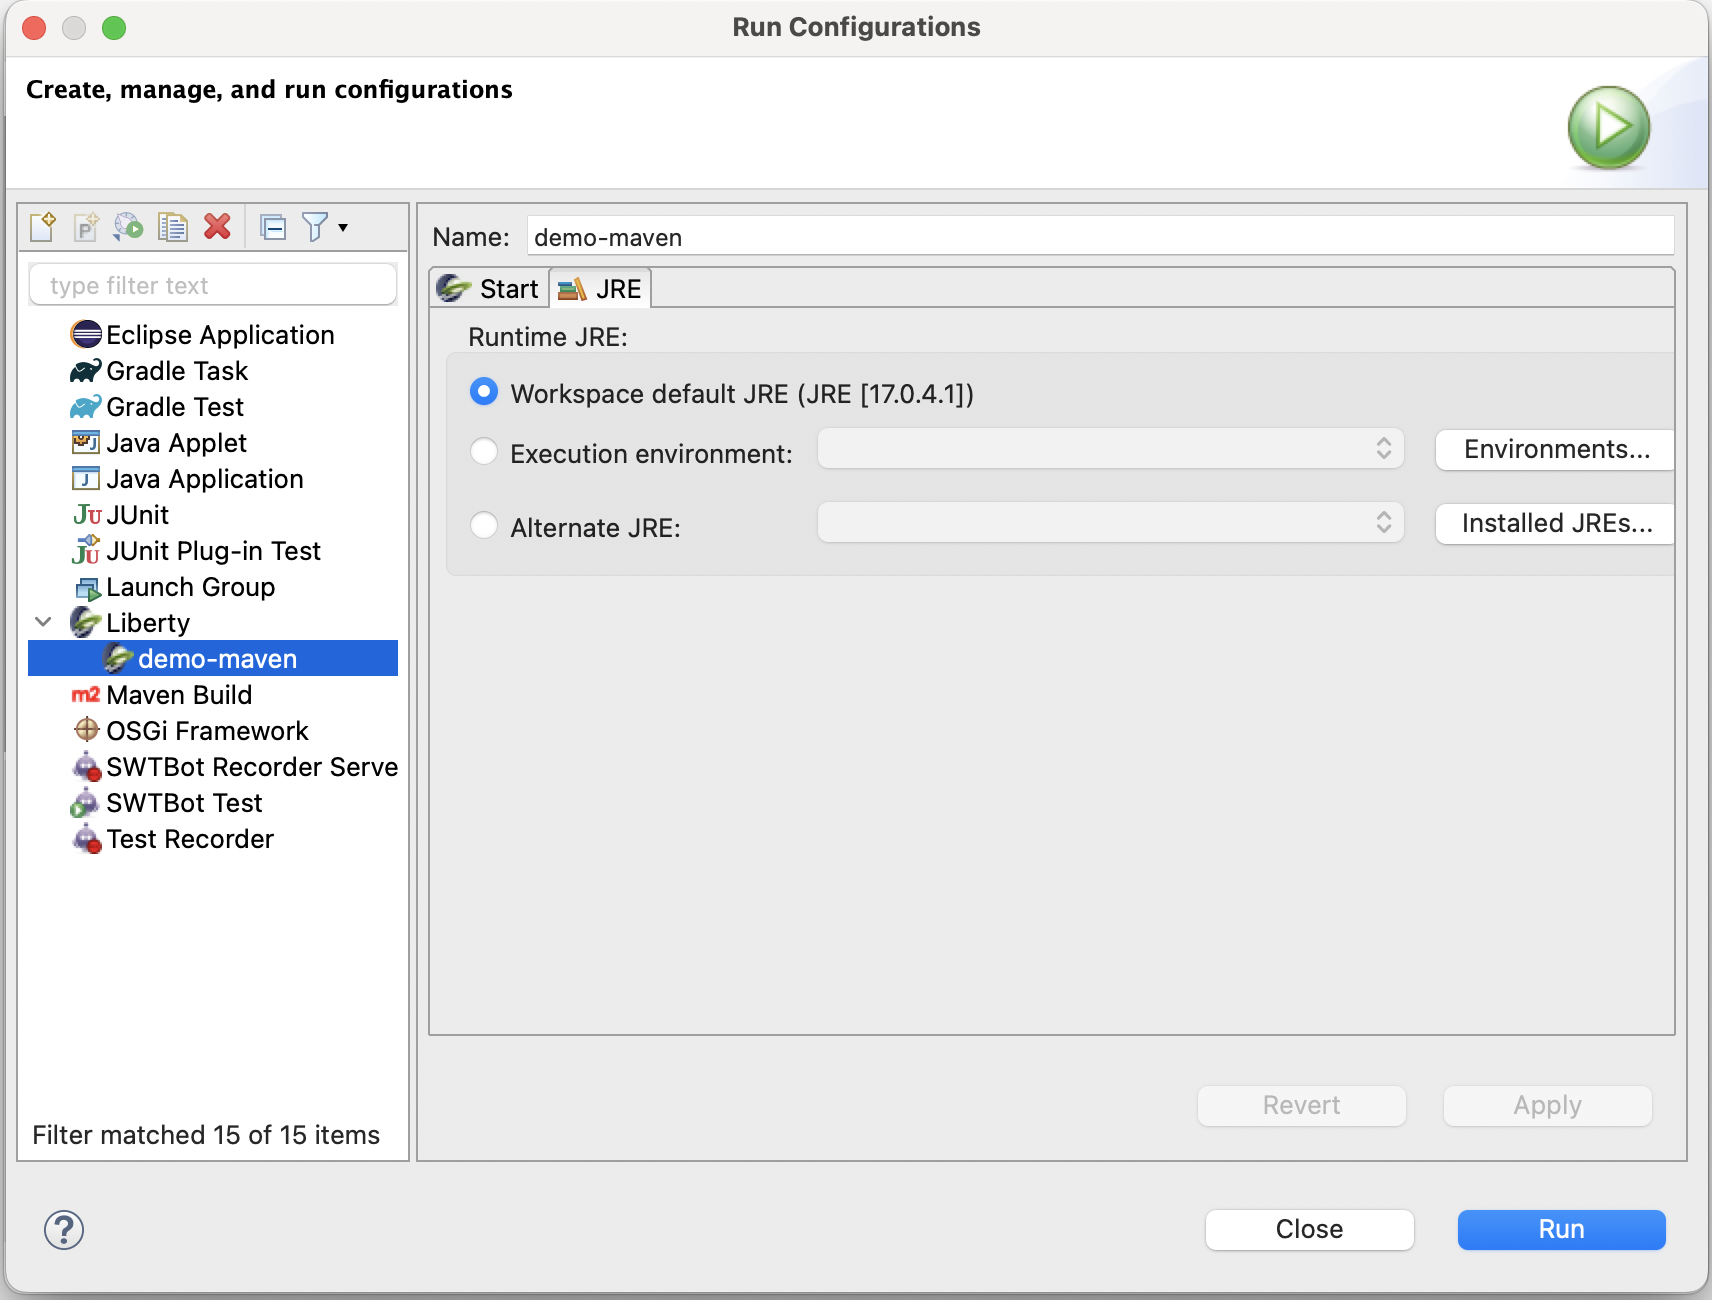 Run Configurations
Create, manage, and run configurations
type filter text
Eclipse Application
Gradle Task
Gradle Test
Java Applet
Java Application
JUnit
JUnit Plug-in Test
Launch Group
Liberty
demo-maven
Maven Build
OSGi Framework
SWTBot Recorder Serve
SWTBot Test
Test Recorder
Filter matched 15 of 15 items
Name: demo-maven
Start JRE
Runtime JRE:
Workspace default JRE (JRE [17.0.4.1])
Execution environment: Environments...
Alternate JRE: Installed JREs...
Revert Apply
Close Run